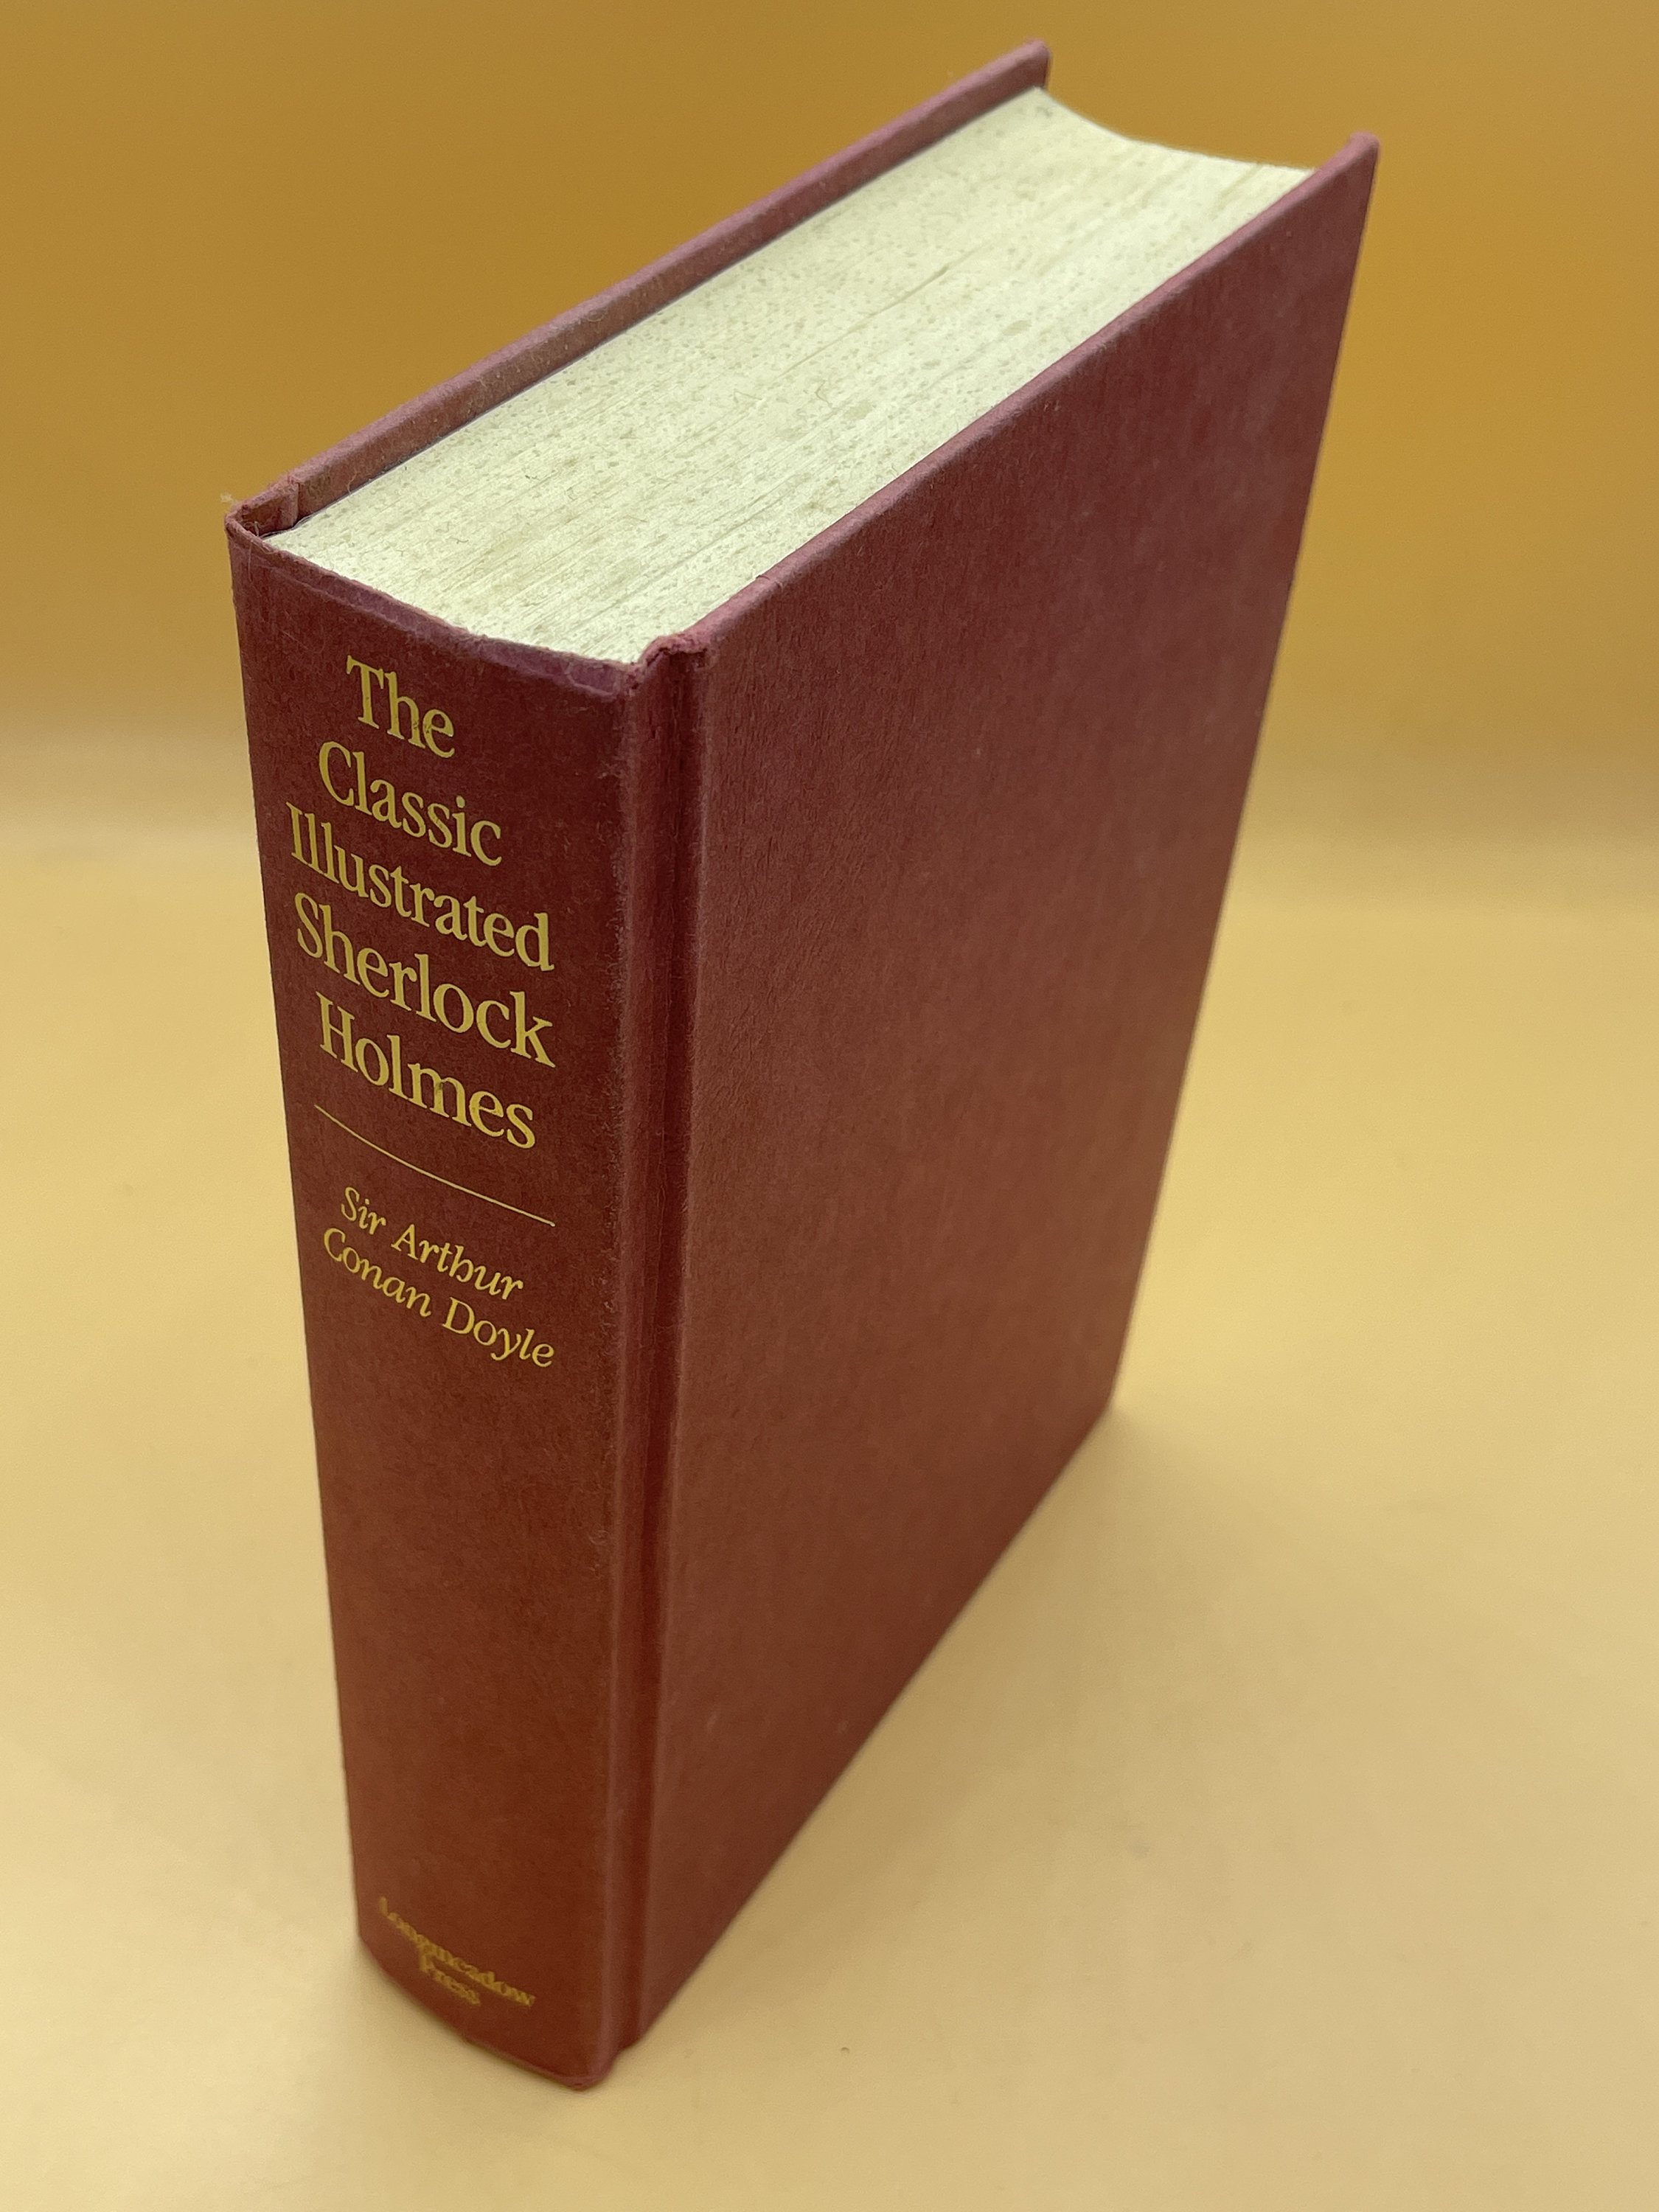 The
Classic
Illustrated
Sherlock
Holmes
Sir Arthur
Conan Doyle
Longmeadow
Press